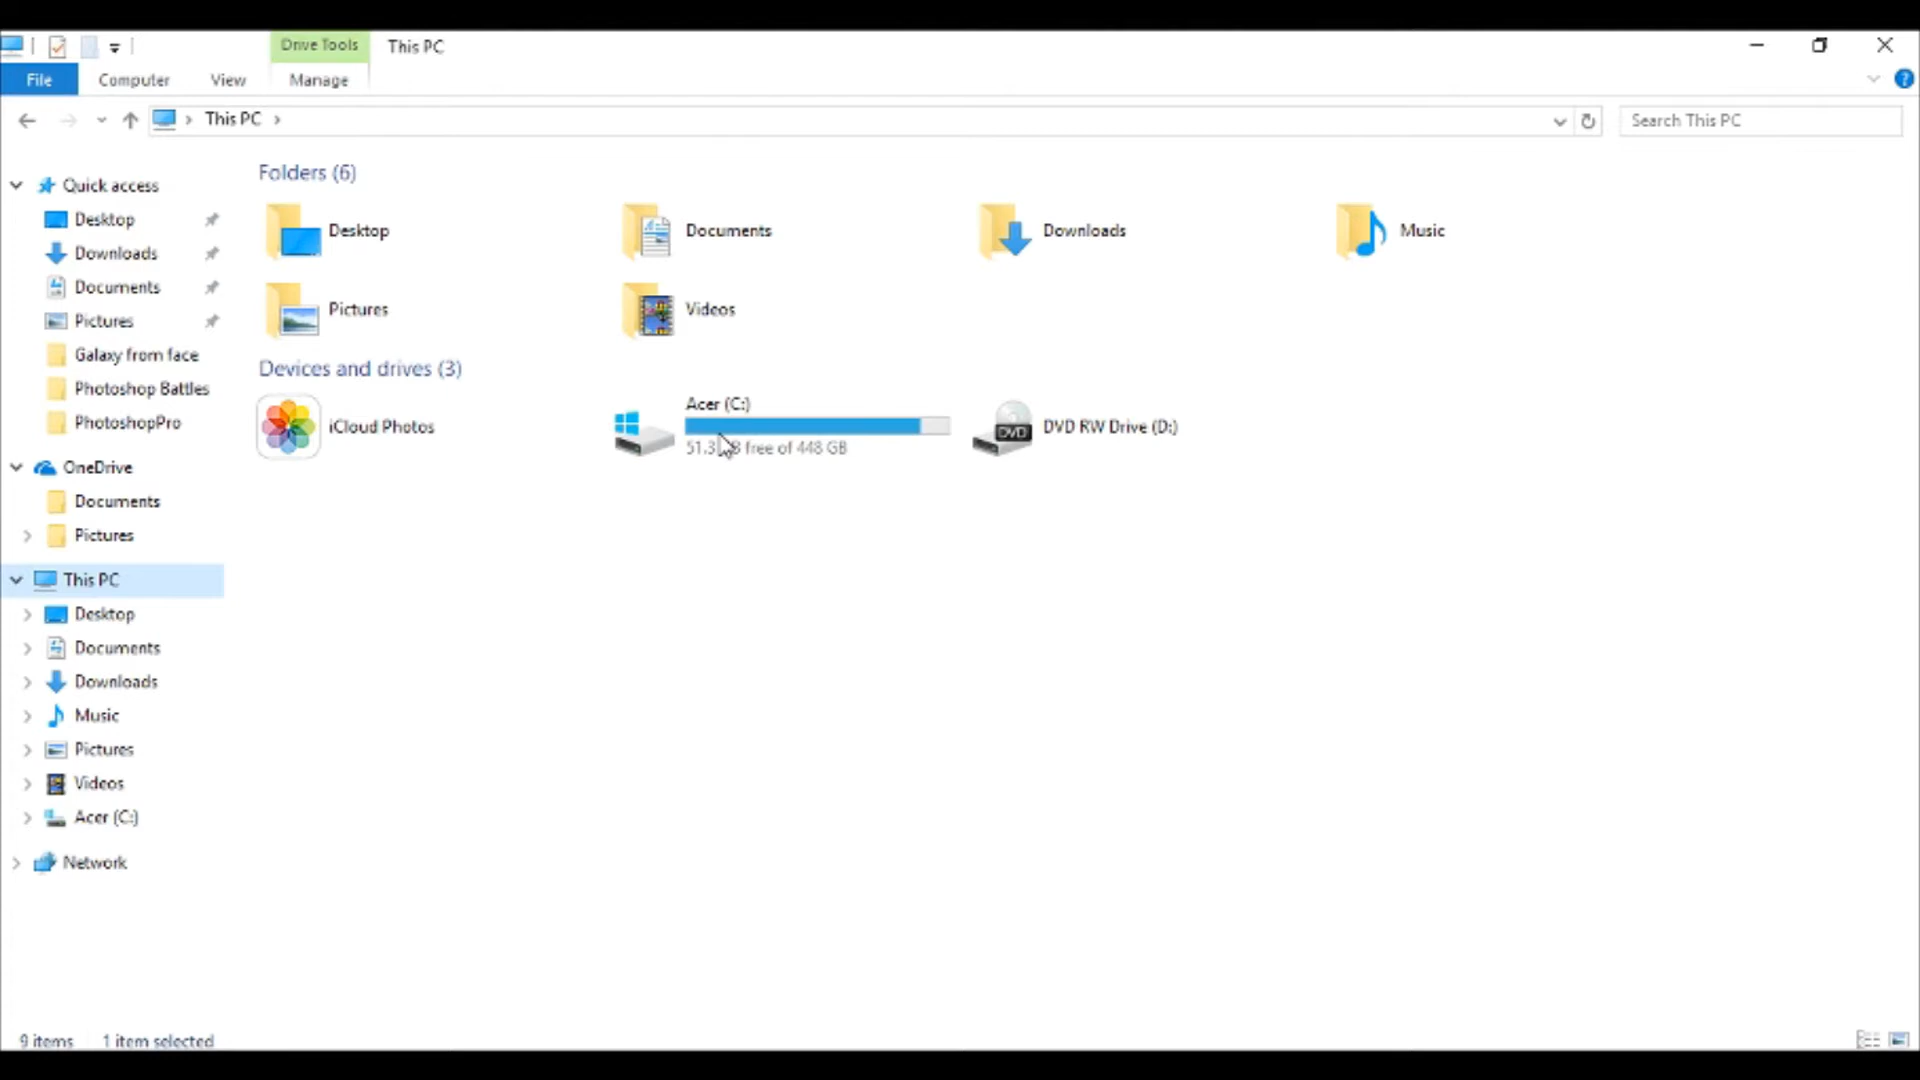 Drive Tools
This PC
File
Computer
View
Manage
This PC
Search This PC
Quick access
Desktop
Downloads
Documents
Pictures
Galaxy from face
Photoshop Battles
PhotoshopPro
OneDrive
Documents
Pictures
This PC
Desktop
Documents
Downloads
Music
Pictures
Videos
Acer (C:)
Network
Folders (6)
Desktop
Documents
Downloads
Music
Pictures
Videos
Devices and drives (3)
iCloud Photos
Acer (C:)
free of 448 GB
DVD
DVD RW Drive (D:)
9 items
1 item selected